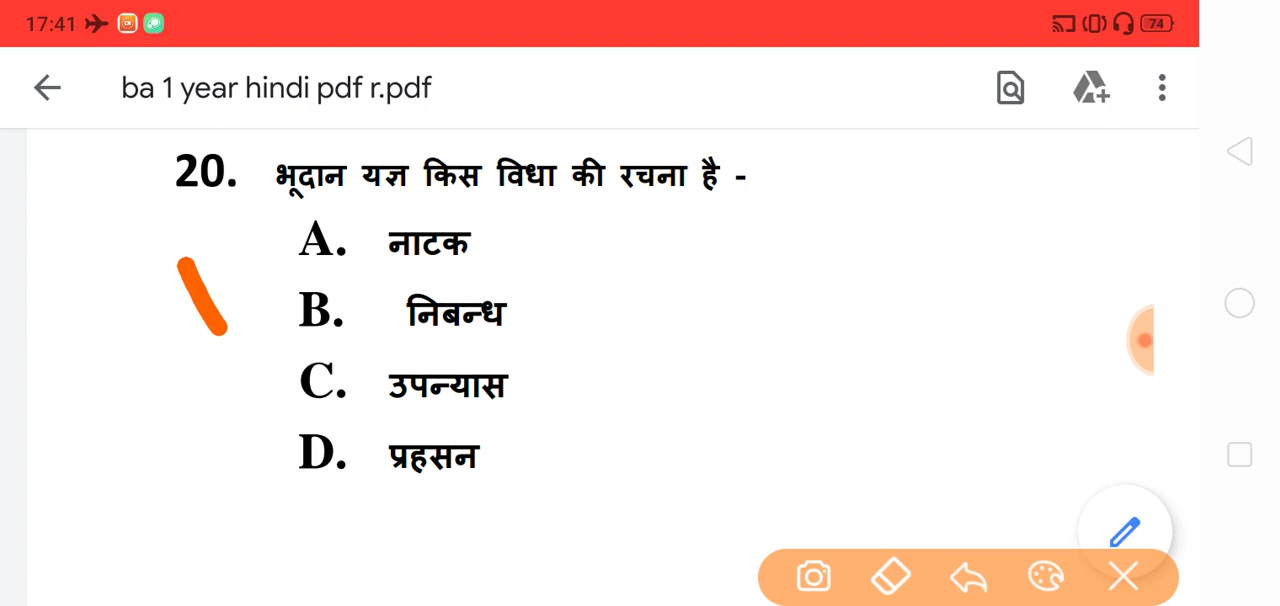 17:41 74
ba 1 year hindi pdf r.pdf
20. भूदान यज्ञ किस विधा की रचना है -
A. नाटक
B. निबन्ध
C. उपन्यास
D. प्रहसन